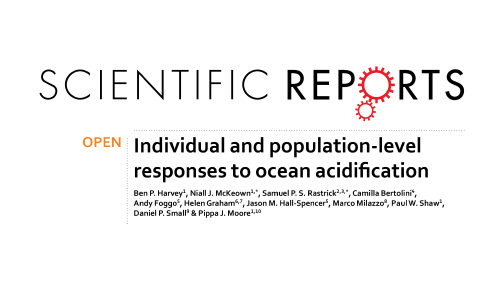 SCIENTIFIC REPORTS
OPEN
Individual and population-level
responses to ocean acidification
Ben P. Harvey¹, Niall J. McKeown¹,*, Samuel P. S. Rastrick²,³,*, Camilla Bertolini⁴,
Andy Foggo⁵, Helen Graham⁶,⁷, Jason M. Hall-Spencer⁵, Marco Milazzo⁸, Paul W. Shaw¹,
Daniel P. Small⁹ & Pippa J. Moore¹,¹⁰